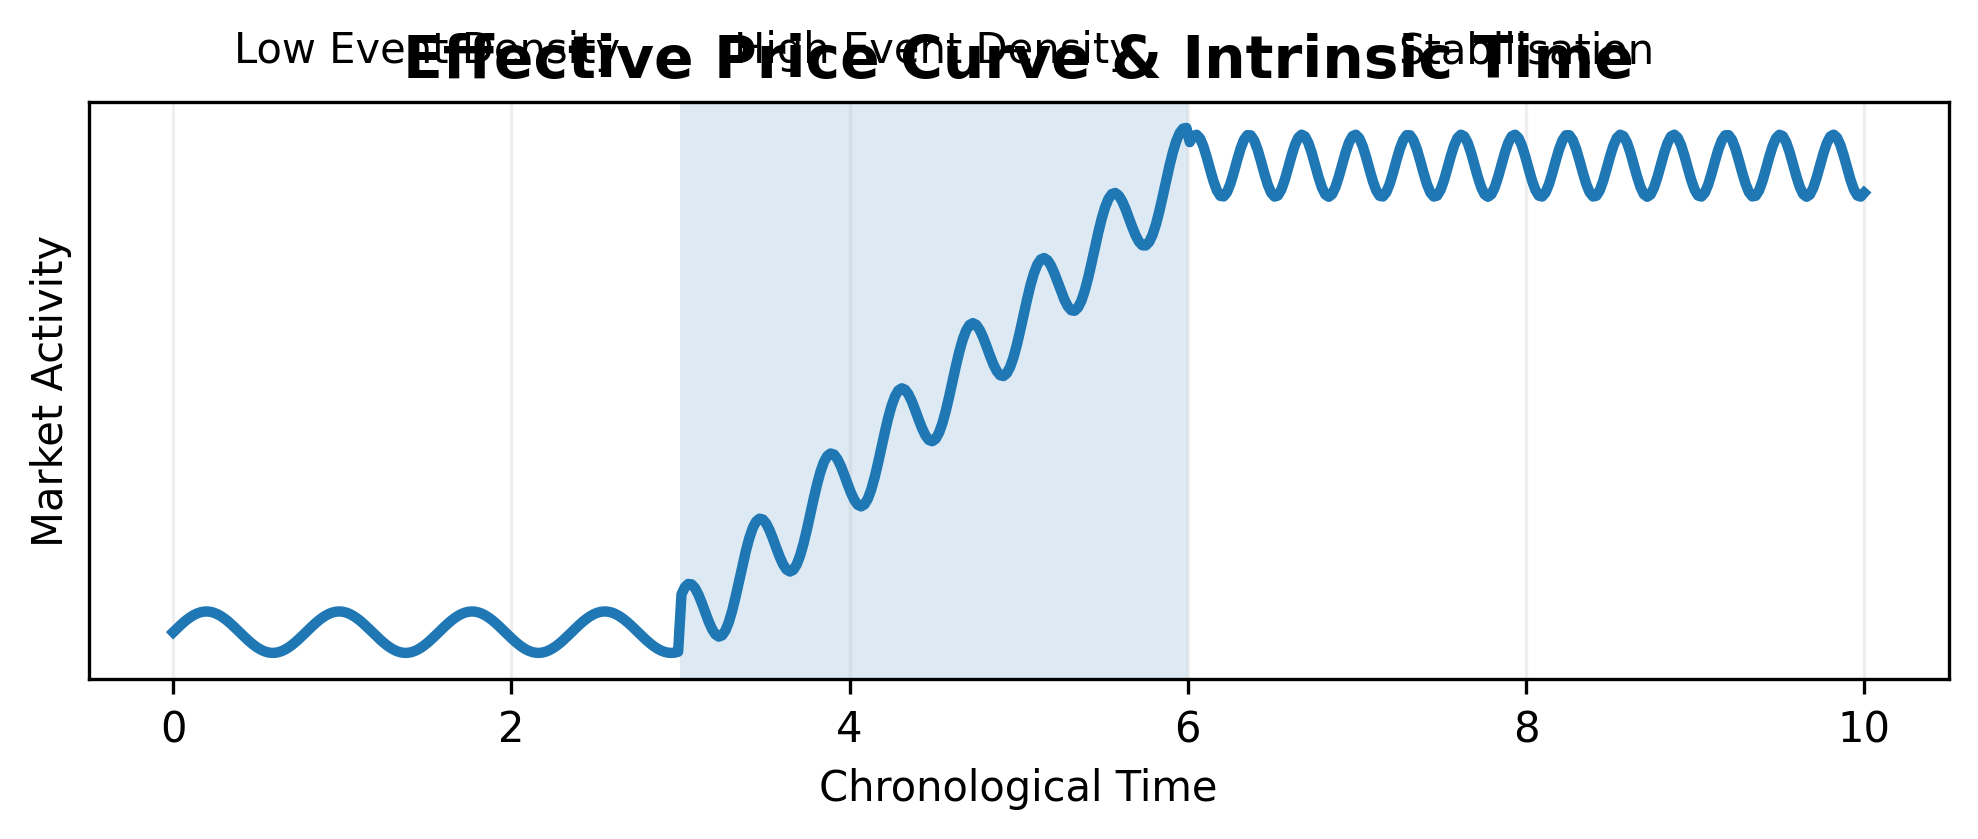 Low Event Density
High Event Density
Stabilisation
Effective Price Curve & Intrinsic Time
Market Activity
0 2 4 6 8 10
Chronological Time